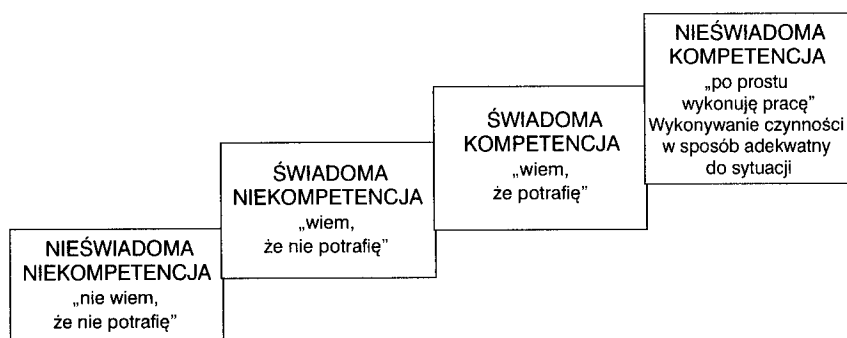 NIEŚWIADOMA
NIEKOMPETENCJA
„nie wiem,
że nie potrafię”
ŚWIADOMA
NIEKOMPETENCJA
„wiem,
że nie potrafię”
ŚWIADOMA
KOMPETENCJA
„wiem,
że potrafię”
NIEŚWIADOMA
KOMPETENCJA
„po prostu
wykonuję pracę”
Wykonywanie czynności
w sposób adekwatny
do sytuacji